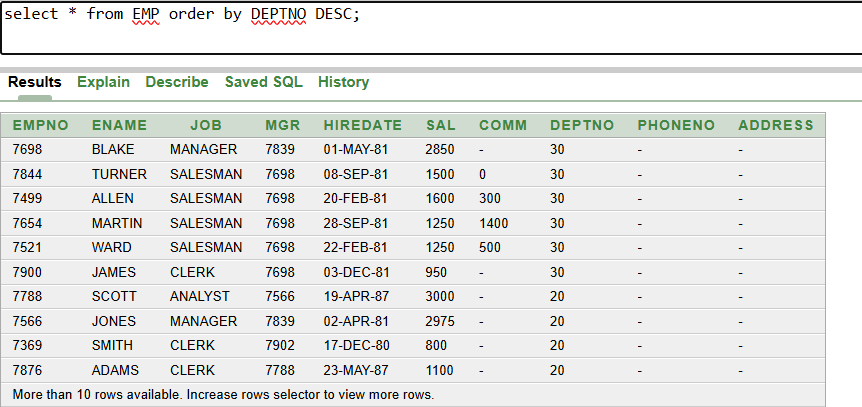 select * from EMP order by DEPTNO DESC;
Results Explain Describe Saved SQL History
EMPNO ENAME JOB MGR HIREDATE SAL COMM DEPTNO PHONENO ADDRESS
7698 BLAKE MANAGER 7839 01-MAY-81 2850 - 30 - -
7844 TURNER SALESMAN 7698 08-SEP-81 1500 0 30 - -
7499 ALLEN SALESMAN 7698 20-FEB-81 1600 300 30 - -
7654 MARTIN SALESMAN 7698 28-SEP-81 1250 1400 30 - -
7521 WARD SALESMAN 7698 22-FEB-81 1250 500 30 - -
7900 JAMES CLERK 7698 03-DEC-81 950 - 30 - -
7788 SCOTT ANALYST 7566 19-APR-87 3000 - 20 - -
7566 JONES MANAGER 7839 02-APR-81 2975 - 20 - -
7369 SMITH CLERK 7902 17-DEC-80 800 - 20 - -
7876 ADAMS CLERK 7788 23-MAY-87 1100 - 20 - -
More than 10 rows available. Increase rows selector to view more rows.